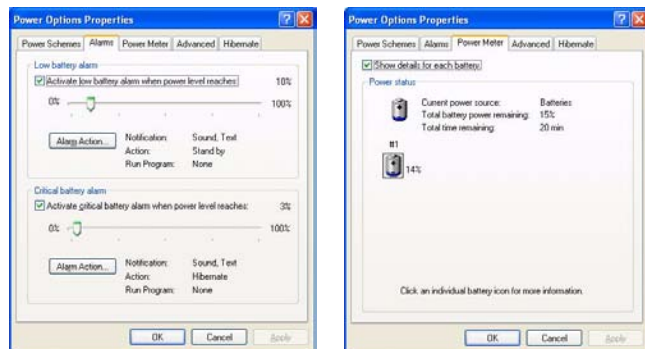 Power Options Properties
Power Schemes Alarms Power Meter Advanced Hibernate
Low battery alarm
Activate low battery alarm when power level reaches: 10%
0% 100%
Alarm Action... Notification: Sound, Text
Action: Stand by
Run Program: None
Critical battery alarm
Activate critical battery alarm when power level reaches: 3%
0% 100%
Alarm Action... Notification: Sound, Text
Action: Hibernate
Run Program: None
OK Cancel Apply
Power Options Properties
Power Schemes Alarms Power Meter Advanced Hibernate
Show details for each battery.
Power status
Current power source: Batteries
Total battery power remaining: 15%
Total time remaining: 20 min
#1
14%
Click an individual battery icon for more information.
OK Cancel Apply